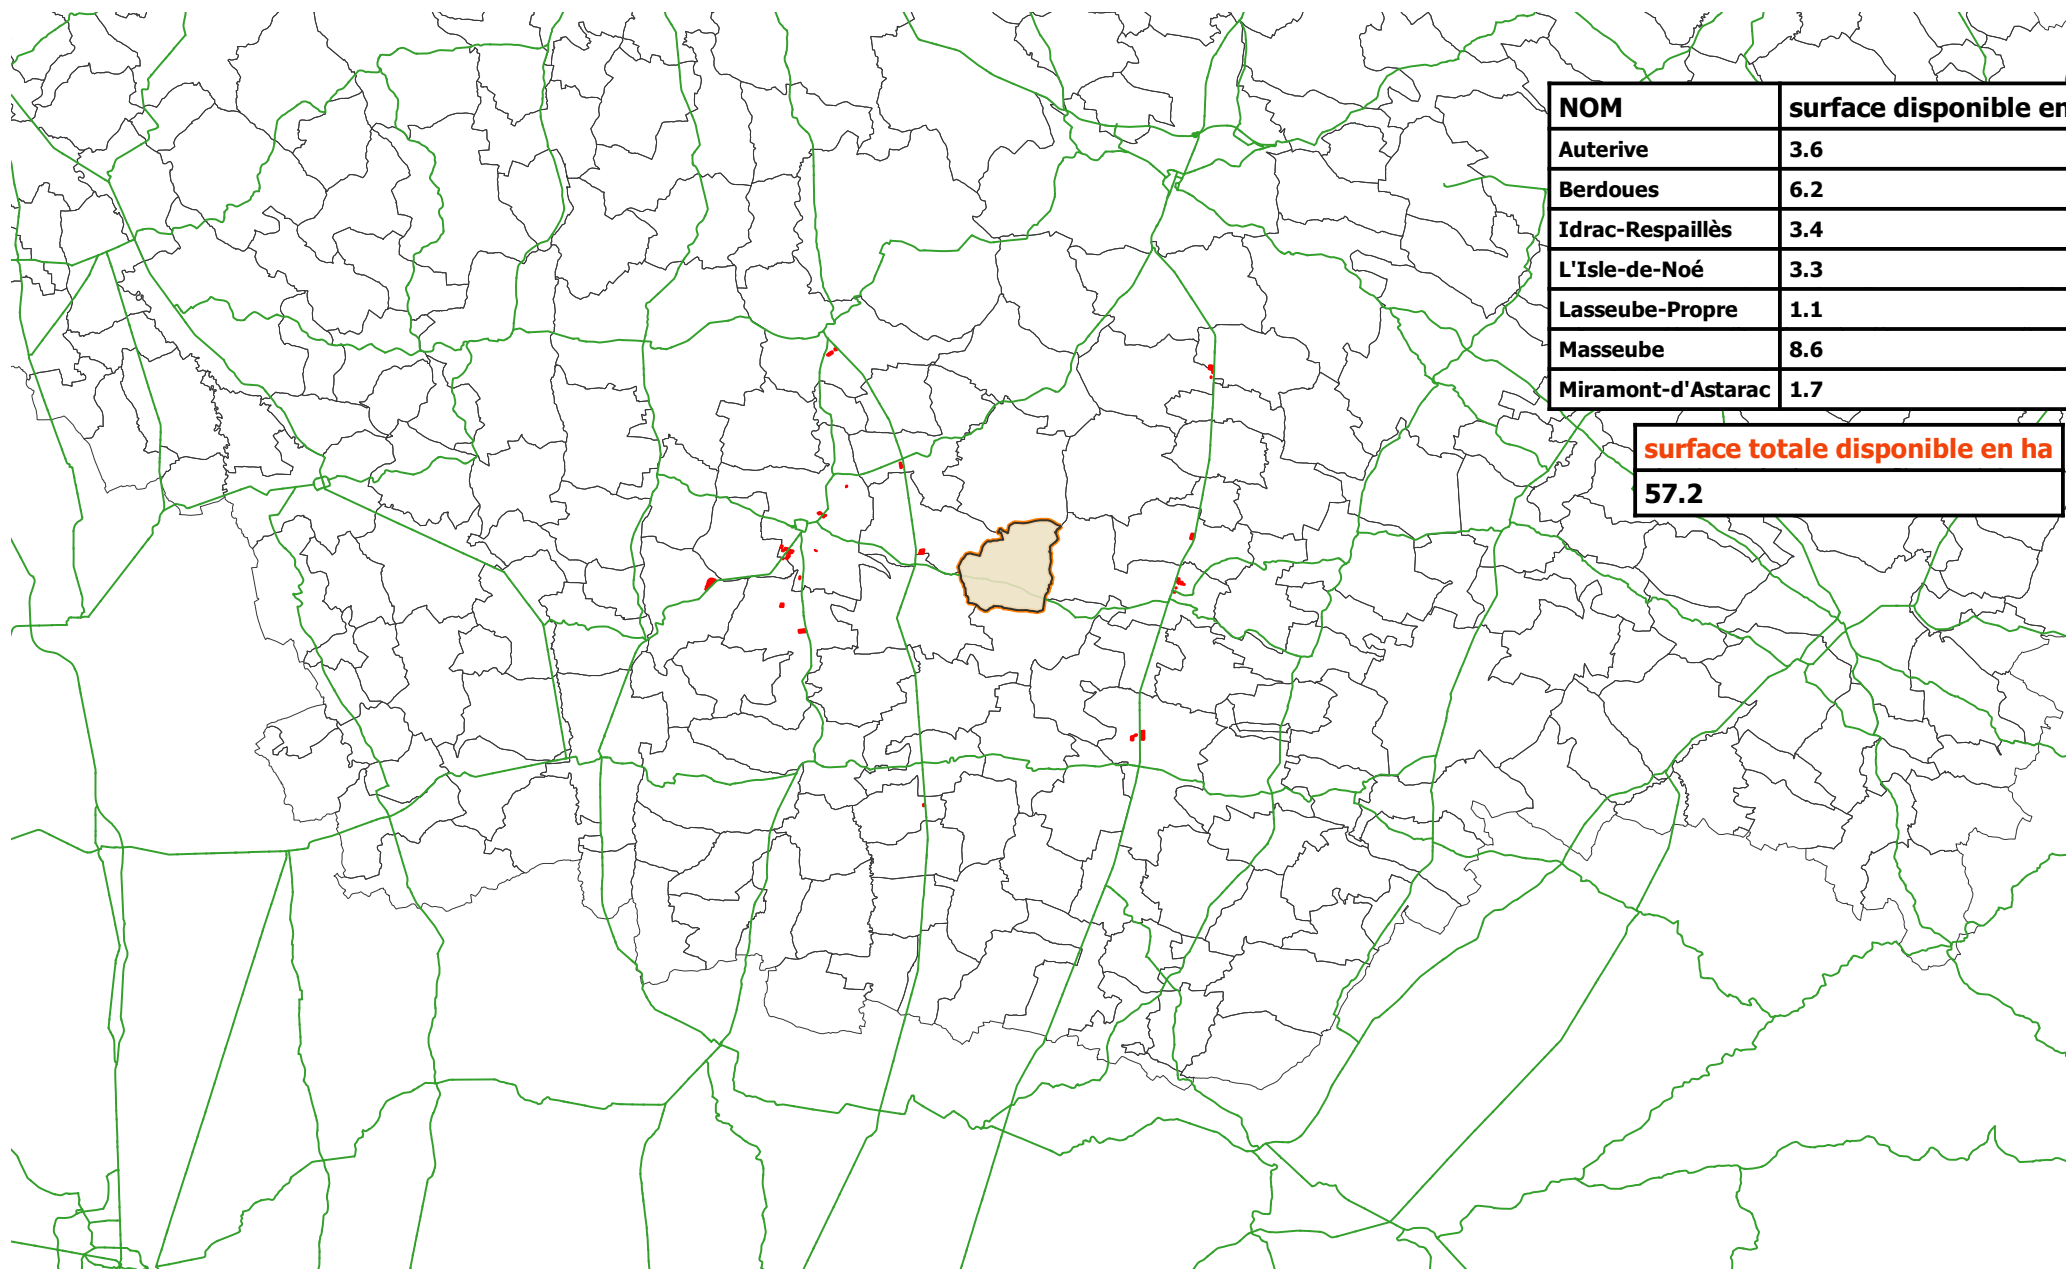 NOM surface disponible en
Auterive 3.6
Berdoues 6.2
Idrac-Respaillès 3.4
L'Isle-de-Noé 3.3
Lasseube-Propre 1.1
Masseube 8.6
Miramont-d'Astarac 1.7
surface totale disponible en ha
57.2